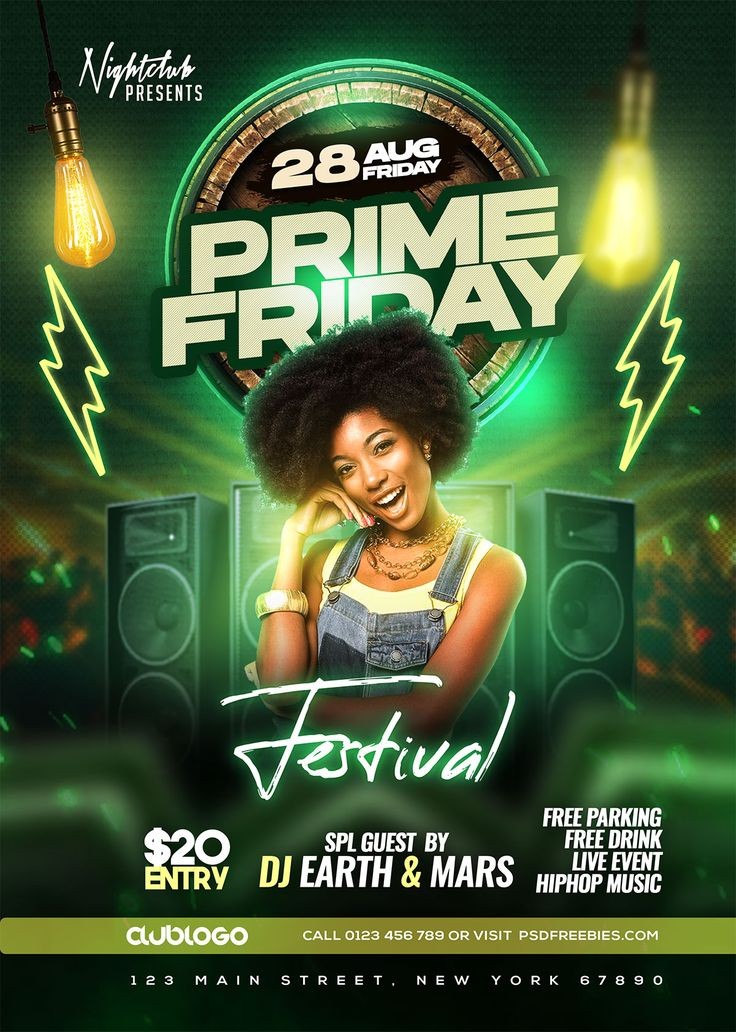 Nightclub
PRESENTS
28 AUG
FRIDAY
PRIME
FRIDAY
Festival
$20
ENTRY
SPL GUEST BY
DJ EARTH & MARS
FREE PARKING
FREE DRINK
LIVE EVENT
HIPHOP MUSIC
CLUBLOGO
CALL 0123 456 789 OR VISIT PSDFREEBIES.COM
123 MAIN STREET, NEW YORK 67890